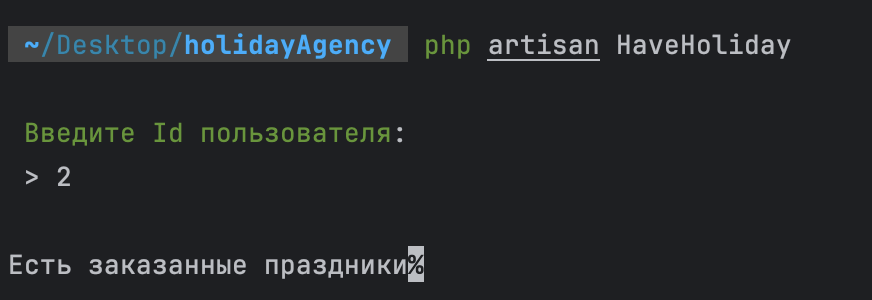 ~/Desktop/holidayAgency php artisan HaveHoliday
Введите Id пользователя:
> 2
Есть заказанные праздники%